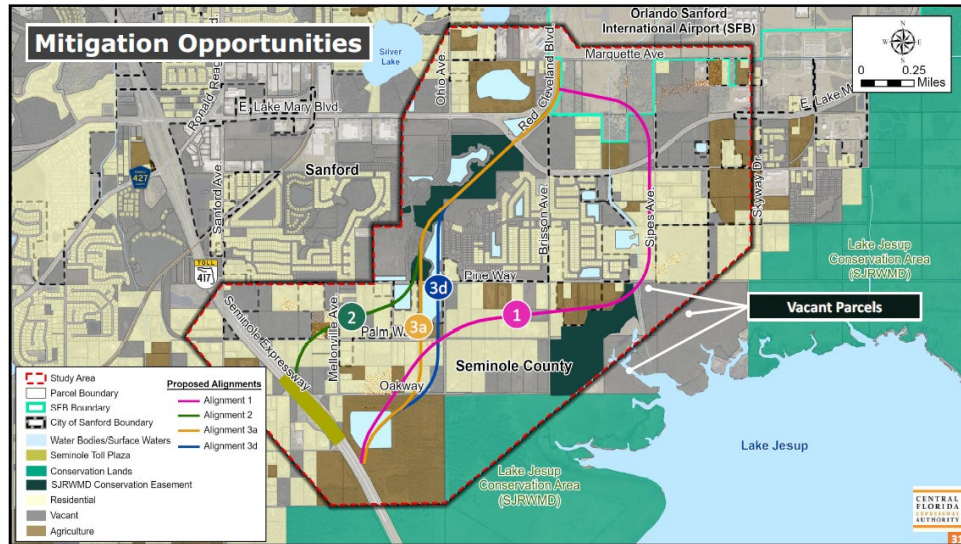 Mitigation Opportunities
Orlando Sanford
International Airport (SFB)
N
W E
S
0 0.25
Miles
Silver
Lake
Ohio Ave.
Red Cleveland Blvd.
Marquette Ave
E. Lake Mary Blvd.
Ronald Reag
E. Lake M
COUNTY
427
Sanford Ave.
Sanford
Brisson Ave.
Sipes Ave.
Skyway Dr.
TOLL
417
Lake Jesup
Conservation Area
(SJRWMD)
Pine Way
3d
Seminole Expressway
Mellonville Ave.
2
Palm Wa
3a
1
Vacant Parcels
Seminole County
Oakway
Lake Jesup
Lake Jesup
Conservation Area
(SJRWMD)
Study Area
Parcel Boundary
SFB Boundary
City of Sanford Boundary
Water Bodies/Surface Waters
Seminole Toll Plaza
Conservation Lands
SJRWMD Conservation Easement
Residential
Vacant
Agriculture
Proposed Alignments
Alignment 1
Alignment 2
Alignment 3a
Alignment 3d
CENTRAL
FLORIDA
EXPRESSWAY
AUTHORITY
31